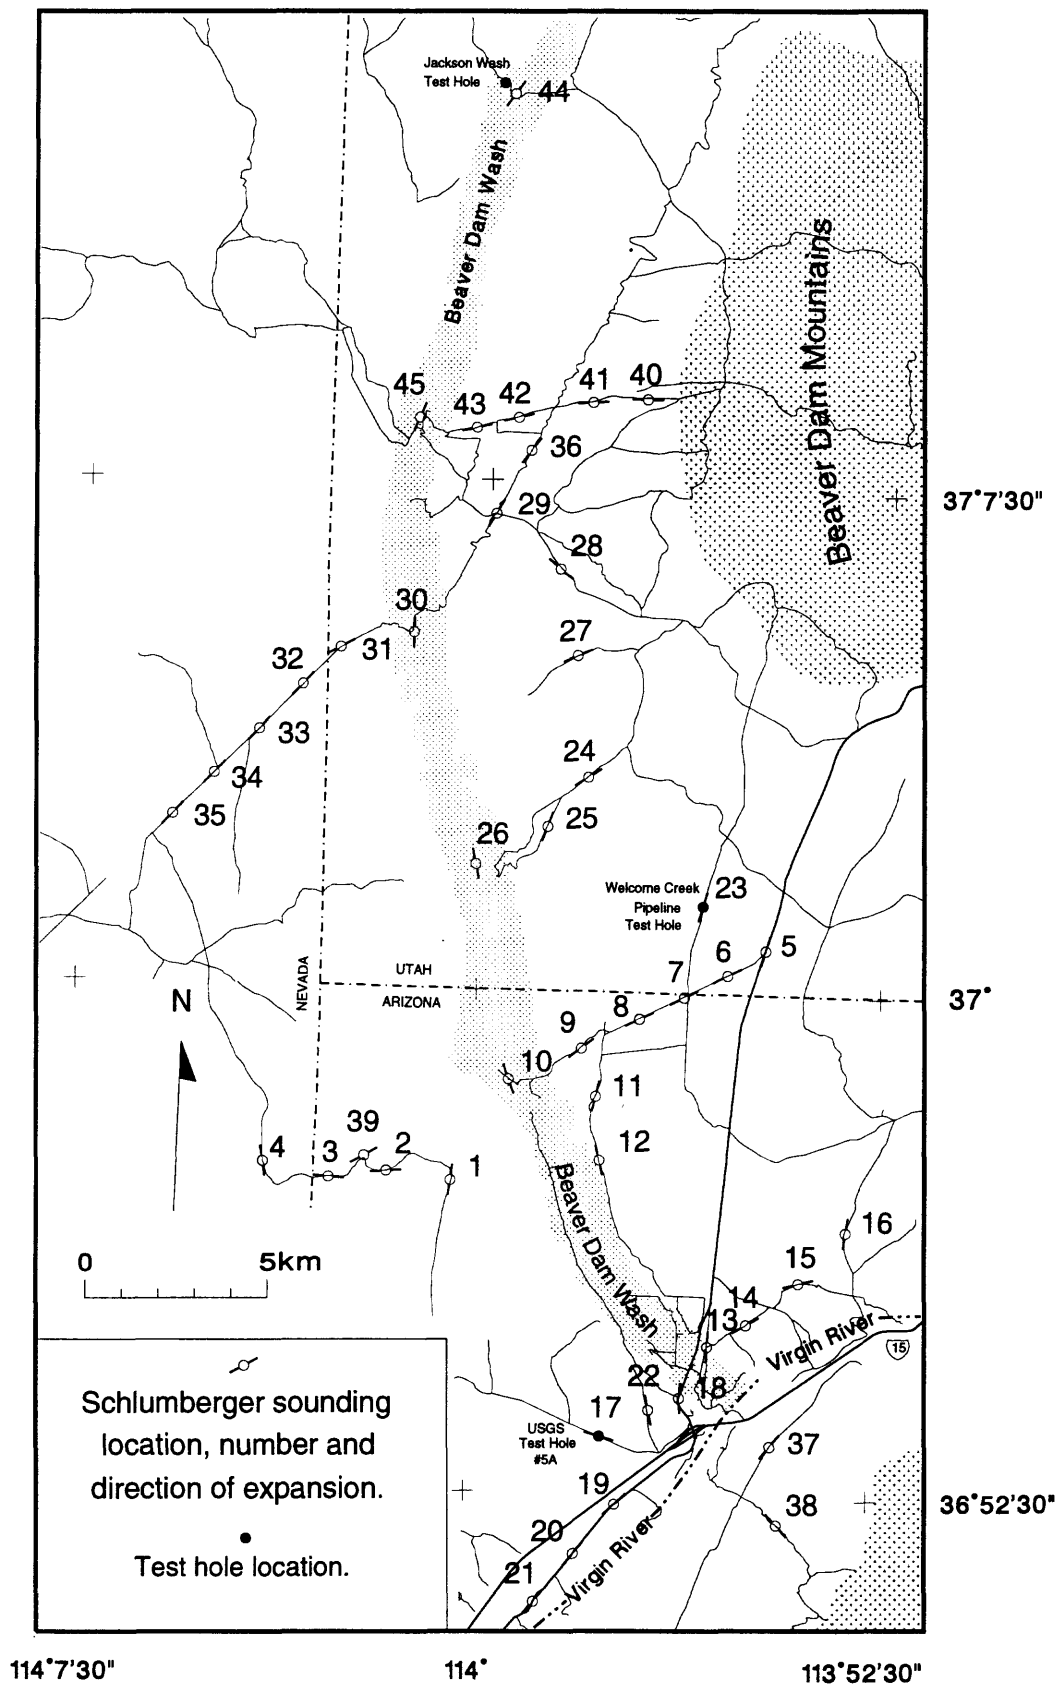 Jackson Wash
Test Hole
44
Beaver Dam Wash
Beaver Dam Mountains
45
43
42
41
40
36
37°7'30"
29
28
30
27
31
32
33
34
35
24
25
26
Welcome Creek
Pipeline
Test Hole
23
5
6
7
NEVADA
UTAH
ARIZONA
37°
N
8
9
10
11
12
39
4
3
2
1
Beaver Dam Wash
16
15
14
13
0 5km
Virgin River
15
22
18
17
USGS
Test Hole
#5A
37
Schlumberger sounding
location, number and
direction of expansion.
Test hole location.
19
38
36°52'30"
20
21
Virgin River
114°7'30"
114°
113°52'30"